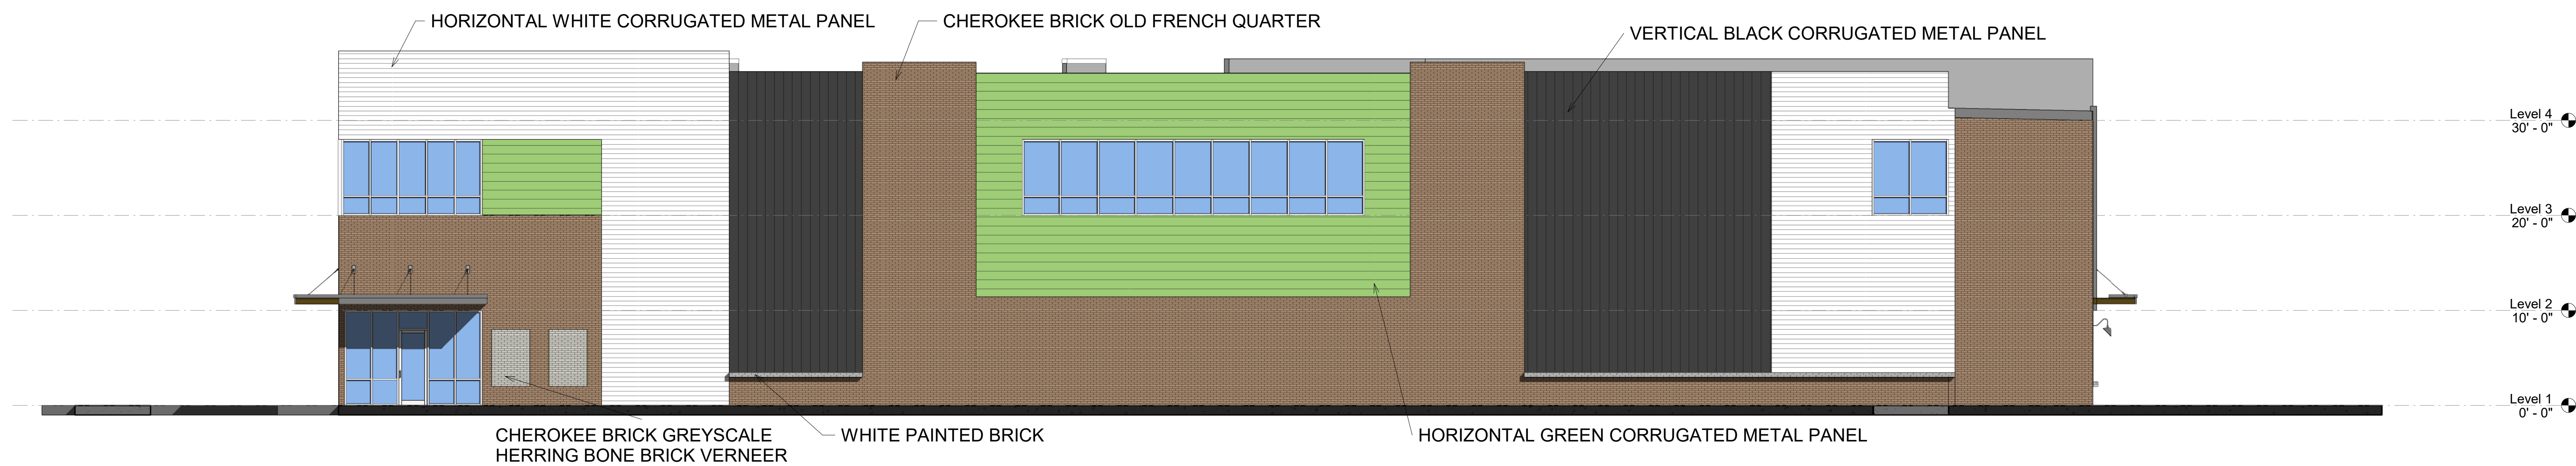 HORIZONTAL WHITE CORRUGATED METAL PANEL
CHEROKEE BRICK OLD FRENCH QUARTER
VERTICAL BLACK CORRUGATED METAL PANEL
Level 4
30' - 0"
Level 3
20' - 0"
Level 2
10' - 0"
Level 1
0' - 0"
CHEROKEE BRICK GREYSCALE
HERRING BONE BRICK VERNEER
WHITE PAINTED BRICK
HORIZONTAL GREEN CORRUGATED METAL PANEL